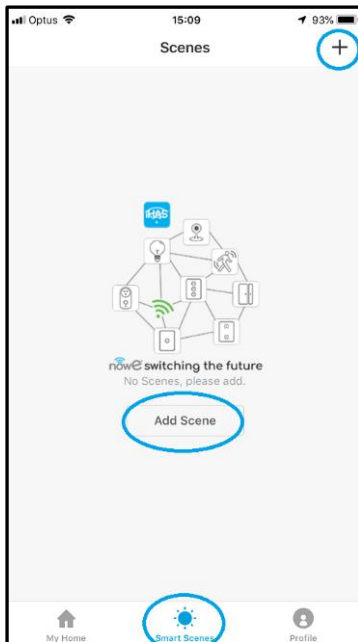 Optus 15:09 93%
Scenes +
nowe switching the future
No Scenes, please add.
Add Scene
My Home Smart Scenes Profile